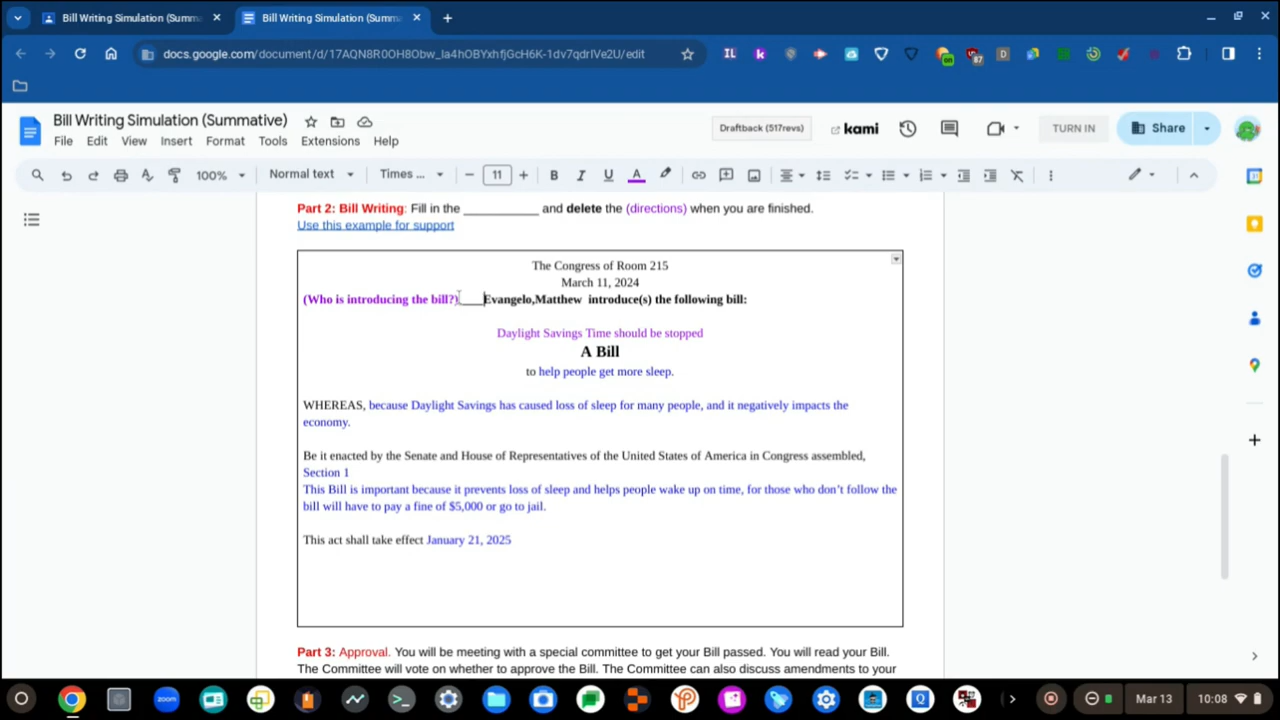 Bill Writing Simulation (Summ
Bill Writing Simulation (Summa
docs.google.com/document/d/17AQN8R0OH8Obw_Ia4hOBYxhfjGcH6K-1dv7qdrIVe2U/edit
Bill Writing Simulation (Summative)
File Edit View Insert Format Tools Extensions Help
Draftback (517revs)
kami
TURN IN
Share
100%
Normal text
Times ...
11
Part 2: Bill Writing: Fill in the ____________ and delete the (directions) when you are finished.
Use this example for support
The Congress of Room 215
March 11, 2024
(Who is introducing the bill?)____Evangelo,Matthew introduce(s) the following bill:
Daylight Savings Time should be stopped
A Bill
to help people get more sleep.
WHEREAS, because Daylight Savings has caused loss of sleep for many people, and it negatively impacts the
economy.
Be it enacted by the Senate and House of Representatives of the United States of America in Congress assembled,
Section 1
This Bill is important because it prevents loss of sleep and helps people wake up on time, for those who don’t follow the
bill will have to pay a fine of $5,000 or go to jail.
This act shall take effect January 21, 2025
Part 3: Approval. You will be meeting with a special committee to get your Bill passed. You will read your Bill.
The Committee will vote on whether to approve the Bill. The Committee can also discuss amendments to your
zoom
Mar 13
10:08